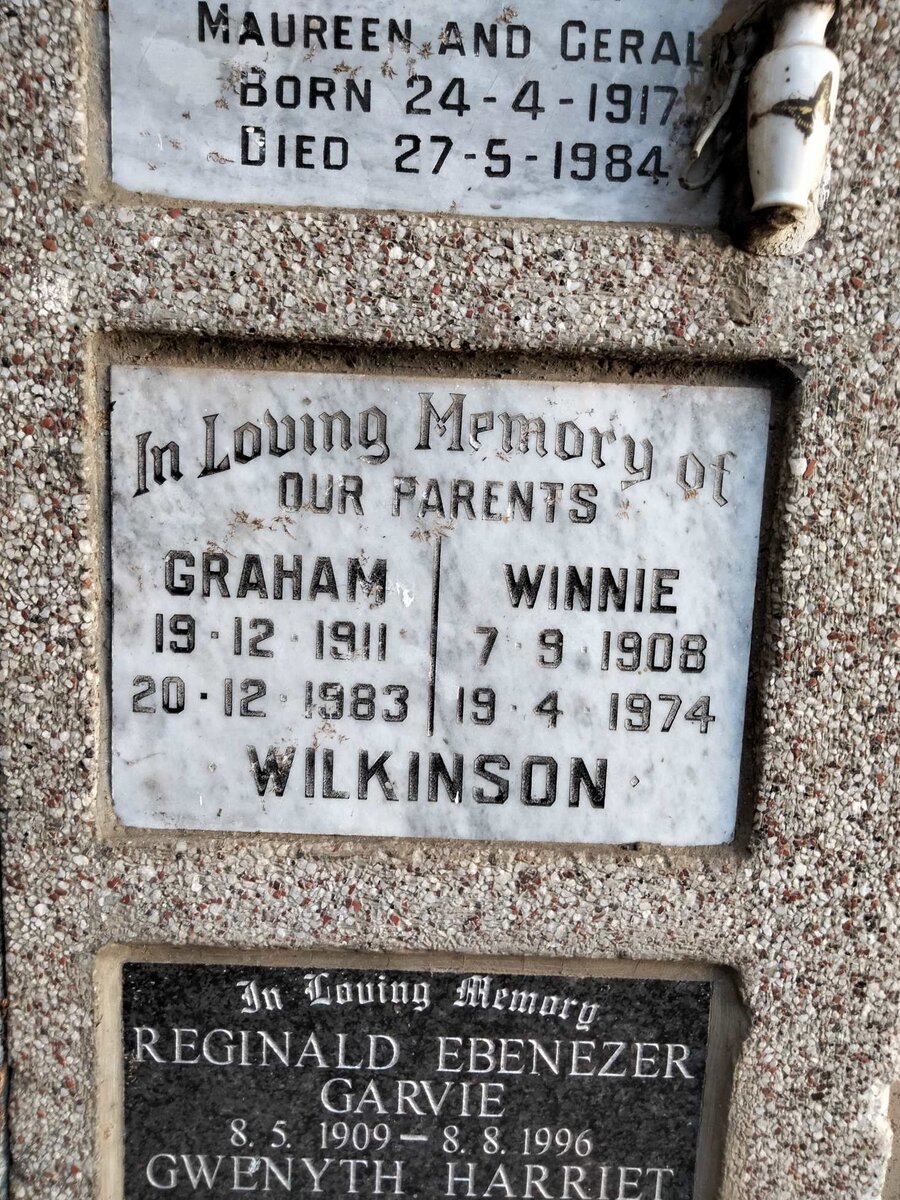 MAUREEN AND GERAL
BORN 24-4-1917
DIED 27-5-1984
In Loving Memory of
OUR PARENTS
GRAHAM WINNIE
19·12·1911 7·9·1908
20·12·1983 19·4·1974
WILKINSON
In Loving Memory
REGINALD EBENEZER
GARVIE
8.5.1909 – 8.8.1996
GWENYTH HARRIET